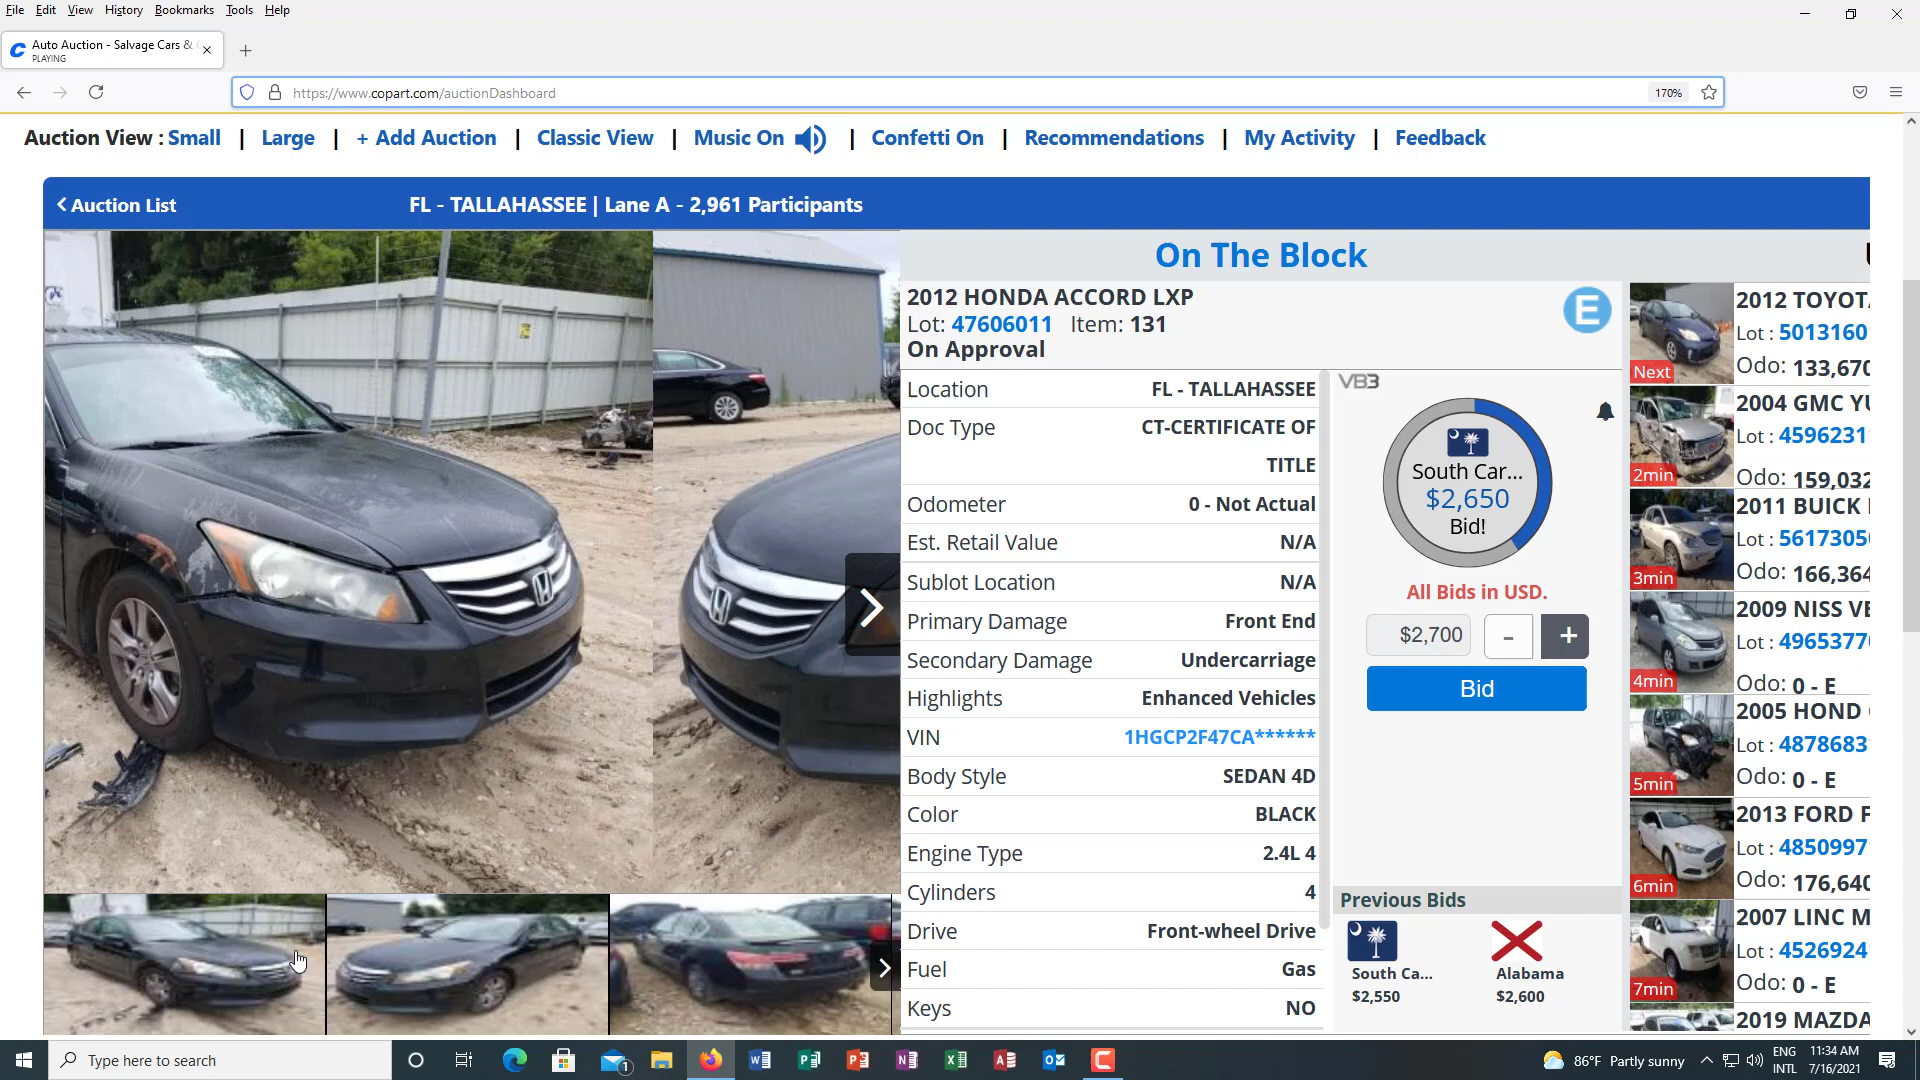 File Edit View History Bookmarks Tools Help
Auto Auction - Salvage Cars &
PLAYING
https://www.copart.com/auctionDashboard
170%
Auction View : Small | Large | + Add Auction | Classic View | Music On | Confetti On | Recommendations | My Activity | Feedback
Auction List
FL - TALLAHASSEE | Lane A - 2,961 Participants
On The Block
2012 HONDA ACCORD LXP
Lot: 47606011 Item: 131
On Approval
E
Location FL - TALLAHASSEE
Doc Type CT-CERTIFICATE OF
TITLE
Odometer 0 - Not Actual
Est. Retail Value N/A
Sublot Location N/A
Primary Damage Front End
Secondary Damage Undercarriage
Highlights Enhanced Vehicles
VIN 1HGCP2F47CA******
Body Style SEDAN 4D
Color BLACK
Engine Type 2.4L 4
Cylinders 4
Drive Front-wheel Drive
Fuel Gas
Keys NO
VB3
South Car...
$2,650
Bid!
All Bids in USD.
$2,700 - +
Bid
Previous Bids
South Ca...
$2,550
Alabama
$2,600
2012 TOYOT
Lot : 5013160
Odo: 133,670
Next
2004 GMC YU
Lot : 4596231
Odo: 159,032
2min
2011 BUICK
Lot : 5617305
Odo: 166,364
3min
2009 NISS VE
Lot : 4965377
Odo: 0 - E
4min
2005 HOND
Lot : 4878683
Odo: 0 - E
5min
2013 FORD F
Lot : 4850997
Odo: 176,640
6min
2007 LINC M
Lot : 4526924
Odo: 0 - E
7min
2019 MAZDA
Type here to search
1
86°F Partly sunny
ENG
INTL
11:34 AM
7/16/2021